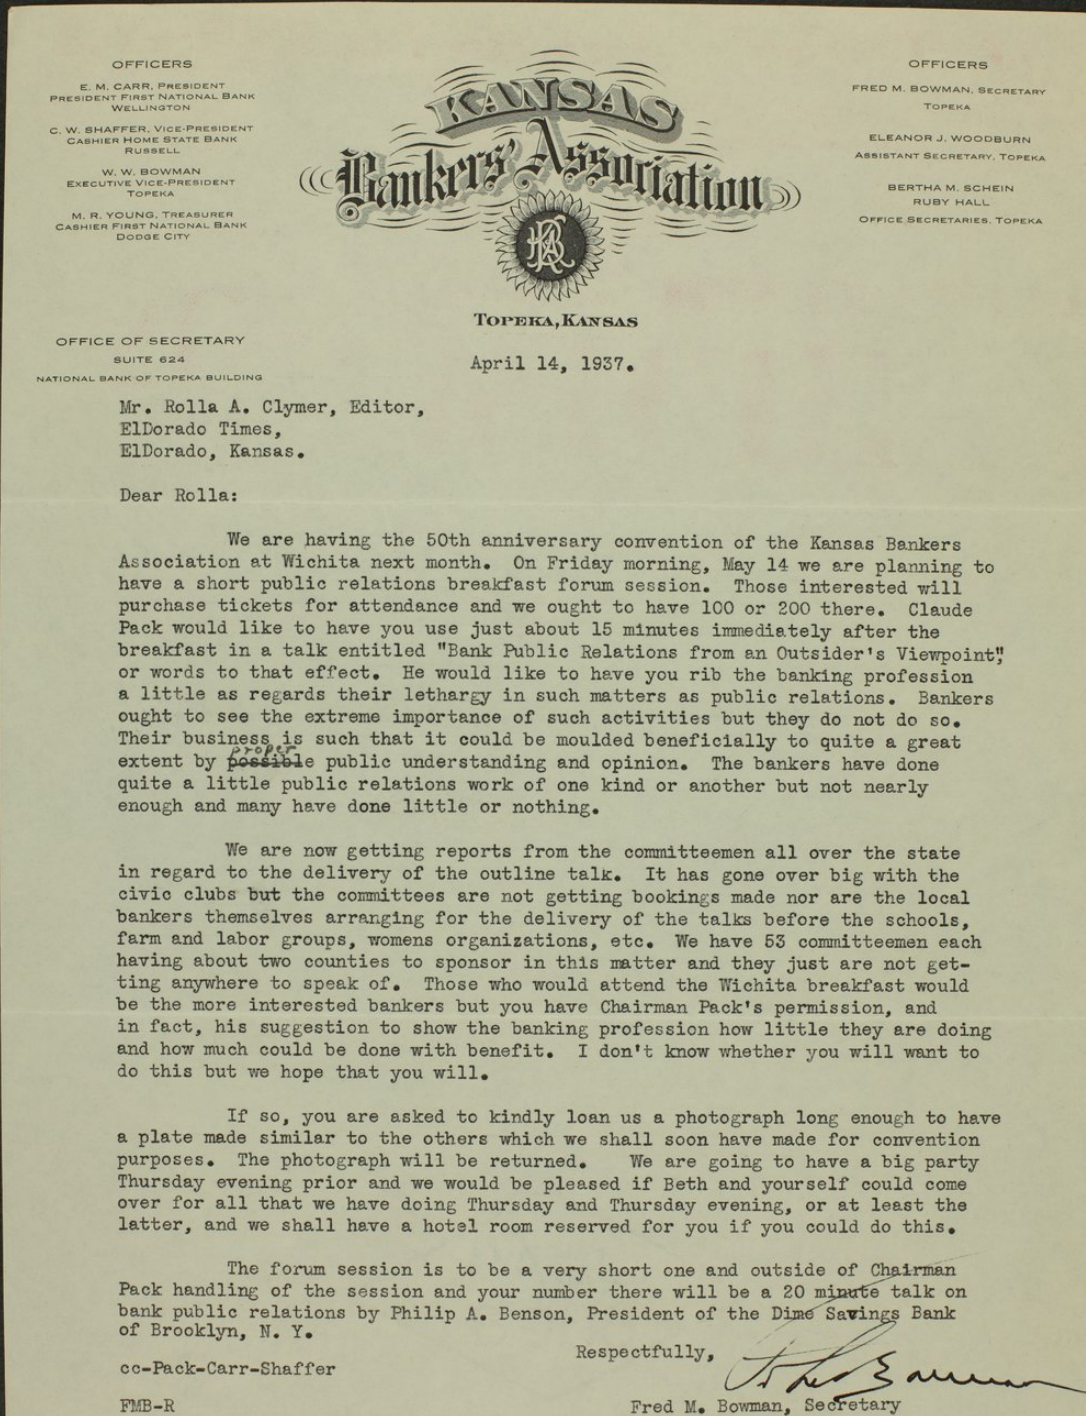 OFFICERS
E. M. CARR, PRESIDENT
PRESIDENT FIRST NATIONAL BANK
WELLINGTON
C. W. SHAFFER, VICE-PRESIDENT
CASHIER HOME STATE BANK
RUSSELL
W. W. BOWMAN
EXECUTIVE VICE-PRESIDENT
TOPEKA
M. R. YOUNG, TREASURER
CASHIER FIRST NATIONAL BANK
DODGE CITY
KANSAS
Bankers' Association
KBA
TOPEKA, KANSAS
OFFICERS
FRED M. BOWMAN, SECRETARY
TOPEKA
ELEANOR J. WOODBURN
ASSISTANT SECRETARY, TOPEKA
BERTHA M. SCHEIN
RUBY HALL
OFFICE SECRETARIES, TOPEKA
OFFICE OF SECRETARY
SUITE 624
NATIONAL BANK OF TOPEKA BUILDING
April 14, 1937.
Mr. Rolla A. Clymer, Editor,
ElDorado Times,
ElDorado, Kansas.
Dear Rolla:
We are having the 50th anniversary convention of the Kansas Bankers
Association at Wichita next month. On Friday morning, May 14 we are planning to
have a short public relations breakfast forum session. Those interested will
purchase tickets for attendance and we ought to have 100 or 200 there. Claude
Pack would like to have you use just about 15 minutes immediately after the
breakfast in a talk entitled "Bank Public Relations from an Outsider's Viewpoint",
or words to that effect. He would like to have you rib the banking profession
a little as regards their lethargy in such matters as public relations. Bankers
ought to see the extreme importance of such activities but they do not do so.
Their business is such that it could be moulded beneficially to quite a great
proper
extent by possible public understanding and opinion. The bankers have done
quite a little public relations work of one kind or another but not nearly
enough and many have done little or nothing.
We are now getting reports from the committeemen all over the state
in regard to the delivery of the outline talk. It has gone over big with the
civic clubs but the committees are not getting bookings made nor are the local
bankers themselves arranging for the delivery of the talks before the schools,
farm and labor groups, womens organizations, etc. We have 53 committeemen each
having about two counties to sponsor in this matter and they just are not get-
ting anywhere to speak of. Those who would attend the Wichita breakfast would
be the more interested bankers but you have Chairman Pack's permission, and
in fact, his suggestion to show the banking profession how little they are doing
and how much could be done with benefit. I don't know whether you will want to
do this but we hope that you will.
If so, you are asked to kindly loan us a photograph long enough to have
a plate made similar to the others which we shall soon have made for convention
purposes. The photograph will be returned. We are going to have a big party
Thursday evening prior and we would be pleased if Beth and yourself could come
over for all that we have doing Thursday and Thursday evening, or at least the
latter, and we shall have a hotel room reserved for you if you could do this.
The forum session is to be a very short one and outside of Chairman
Pack handling of the session and your number there will be a 20 minute talk on
bank public relations by Philip A. Benson, President of the Dime Savings Bank
of Brooklyn, N. Y.
Respectfully,
cc-Pack-Carr-Shaffer
Fred Bowman
FMB-R
Fred M. Bowman, Secretary